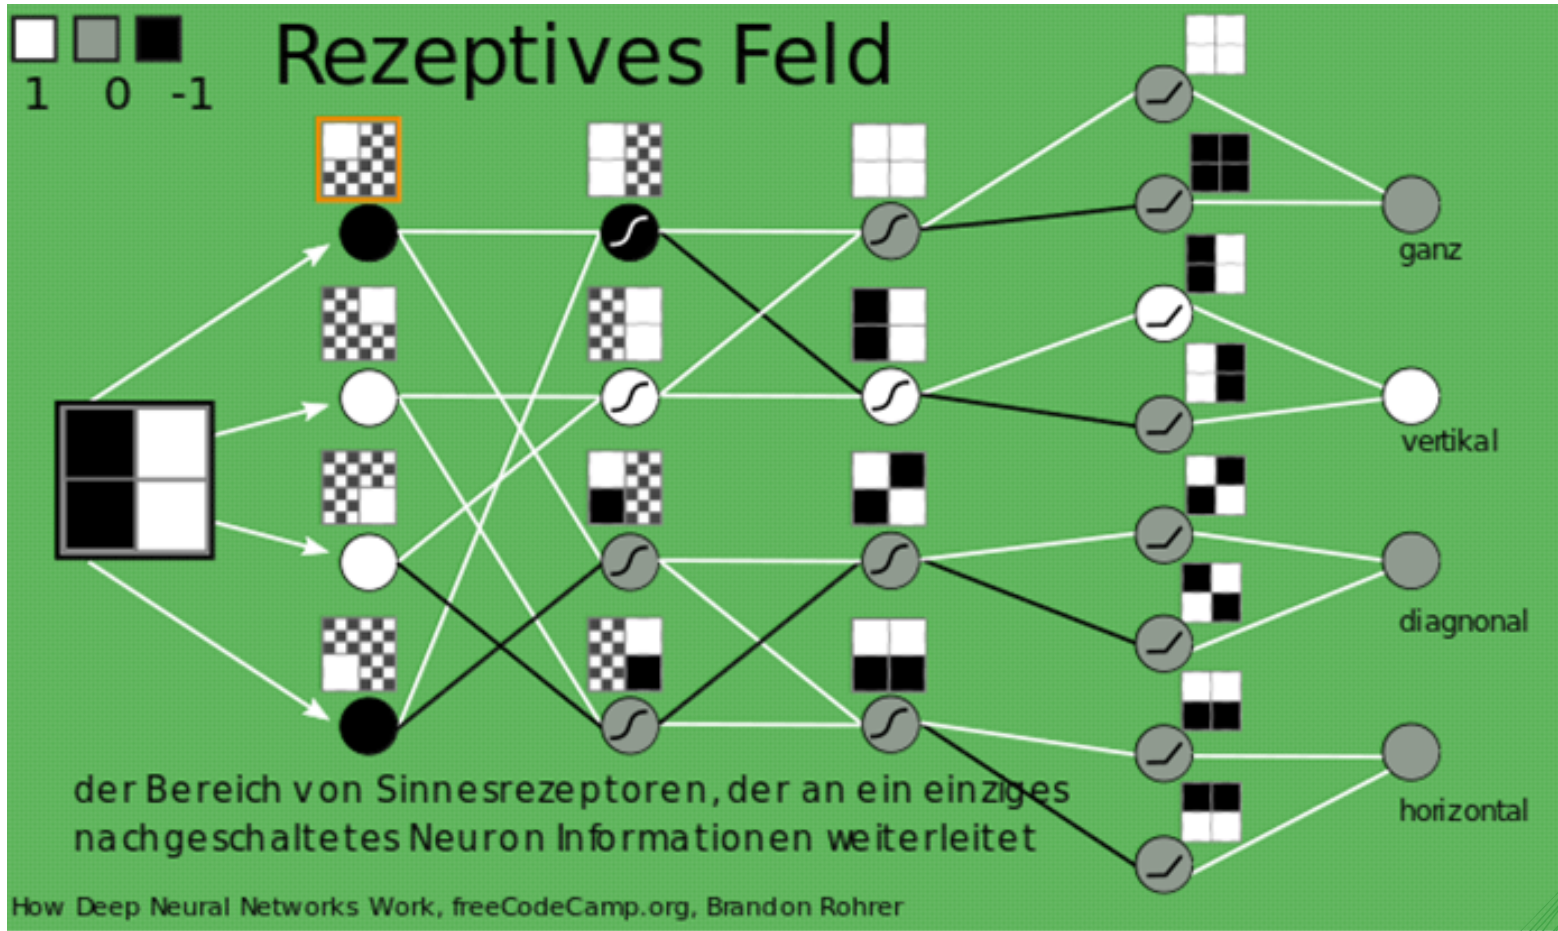 1 0 -1
Rezeptives Feld
ganz
vertikal
diagnonal
horizontal
der Bereich von Sinnesrezeptoren, der an ein einziges
nachgeschaltetes Neuron Informationen weiterleitet
How Deep Neural Networks Work, freeCodeCamp.org, Brandon Rohrer